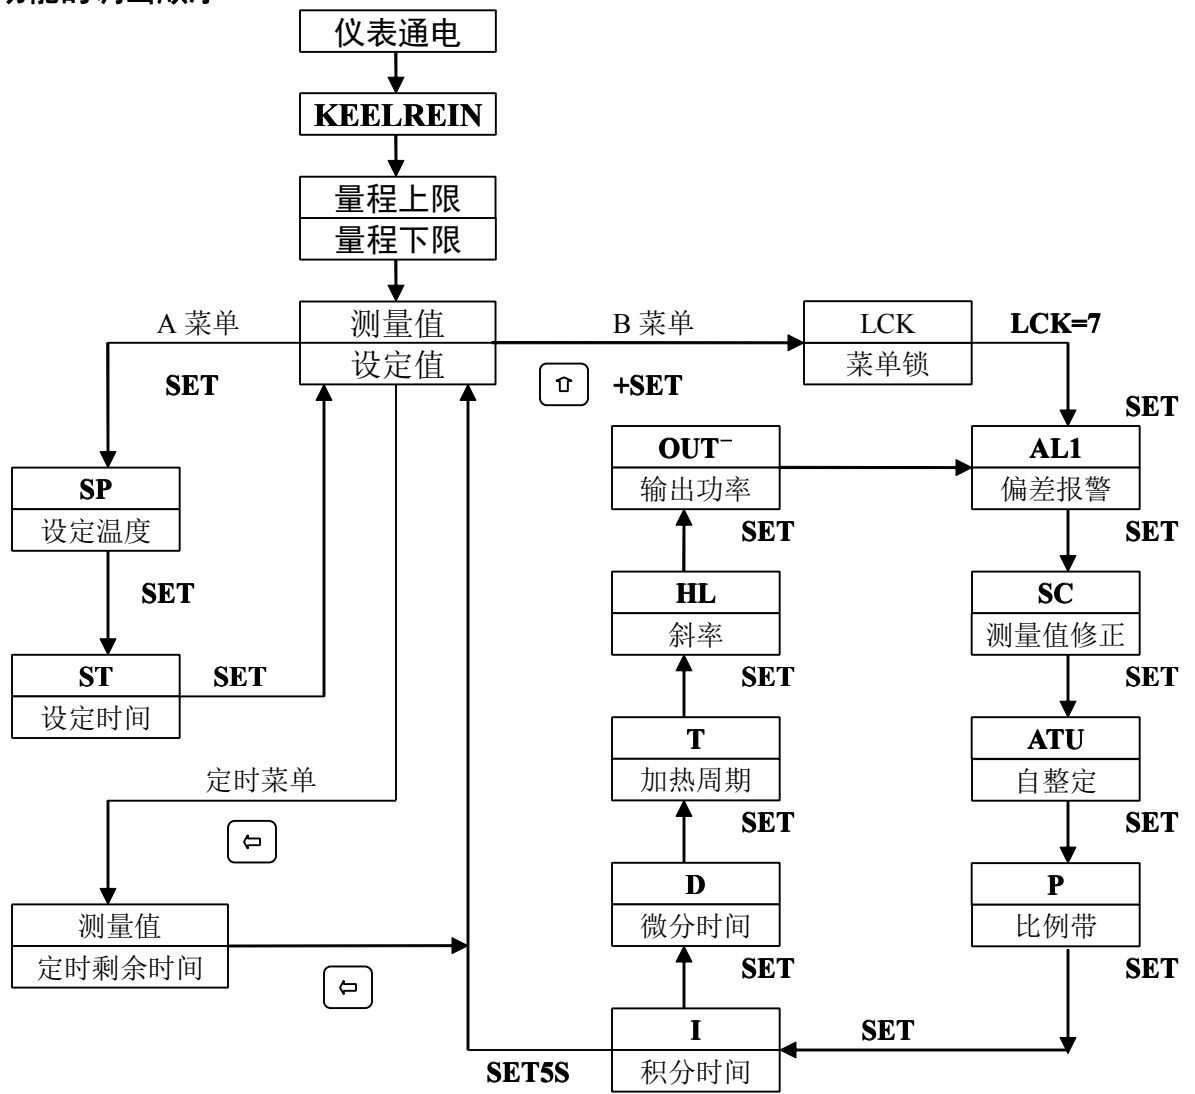 仪表通电
KEELREIN
量程上限
量程下限
A 菜单
测量值
设定值
B 菜单
LCK
菜单锁
LCK=7
SET
⇧
+SET
SET
SP
设定温度
OUT⁻
输出功率
AL1
偏差报警
SET
SET
SET
HL
斜率
SC
测量值修正
ST
设定时间
SET
SET
SET
T
加热周期
ATU
自整定
定时菜单
⇦
SET
SET
D
微分时间
P
比例带
测量值
定时剩余时间
⇦
SET
SET
I
积分时间
SET
SET5S